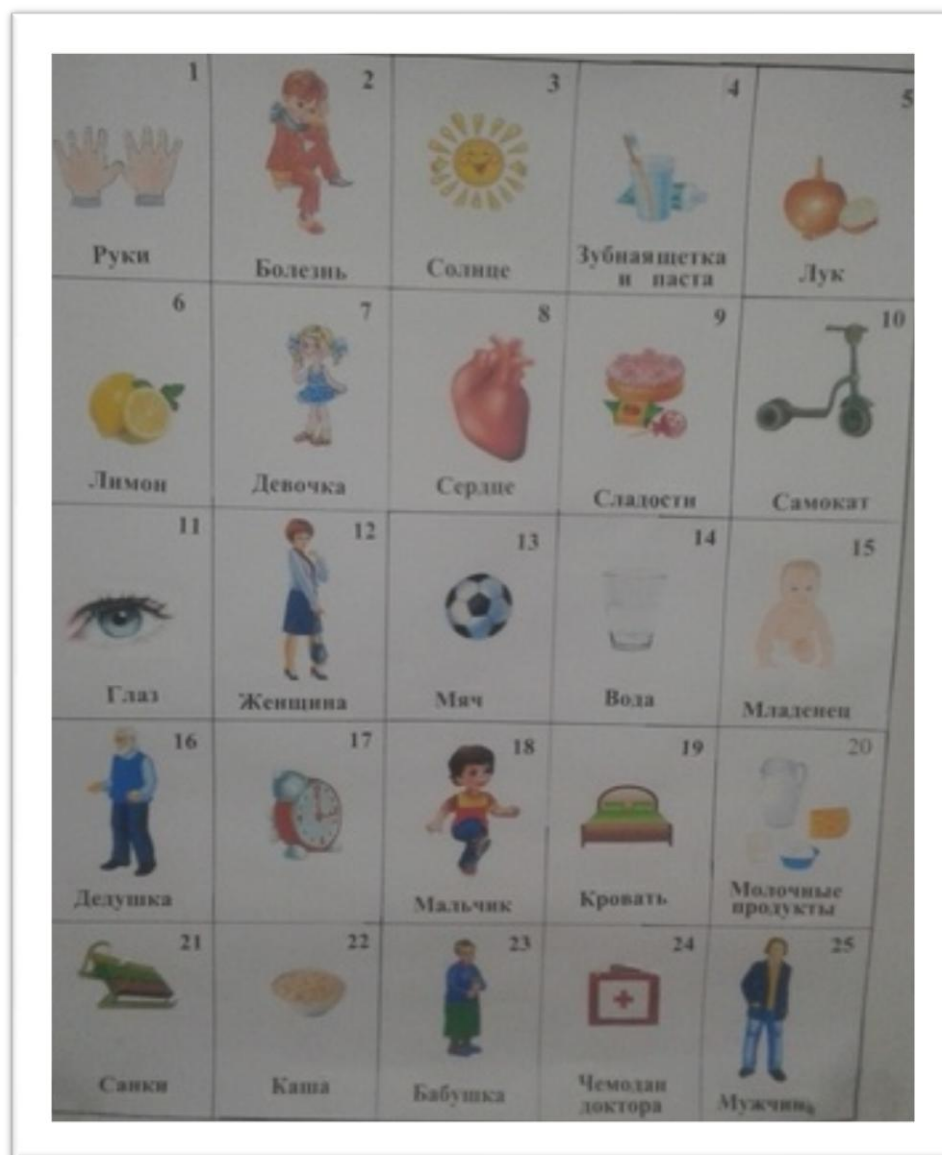 1 2 3 4 5
Руки Болезнь Солнце Зубная щетка и паста Лук
6 7 8 9 10
Лимон Девочка Сердце Сладости Самокат
11 12 13 14 15
Глаз Женщина Мяч Вода Младенец
16 17 18 19 20
Дедушка Мальчик Кровать Молочные продукты
21 22 23 24 25
Санки Каша Бабушка Чемодан доктора Мужчина